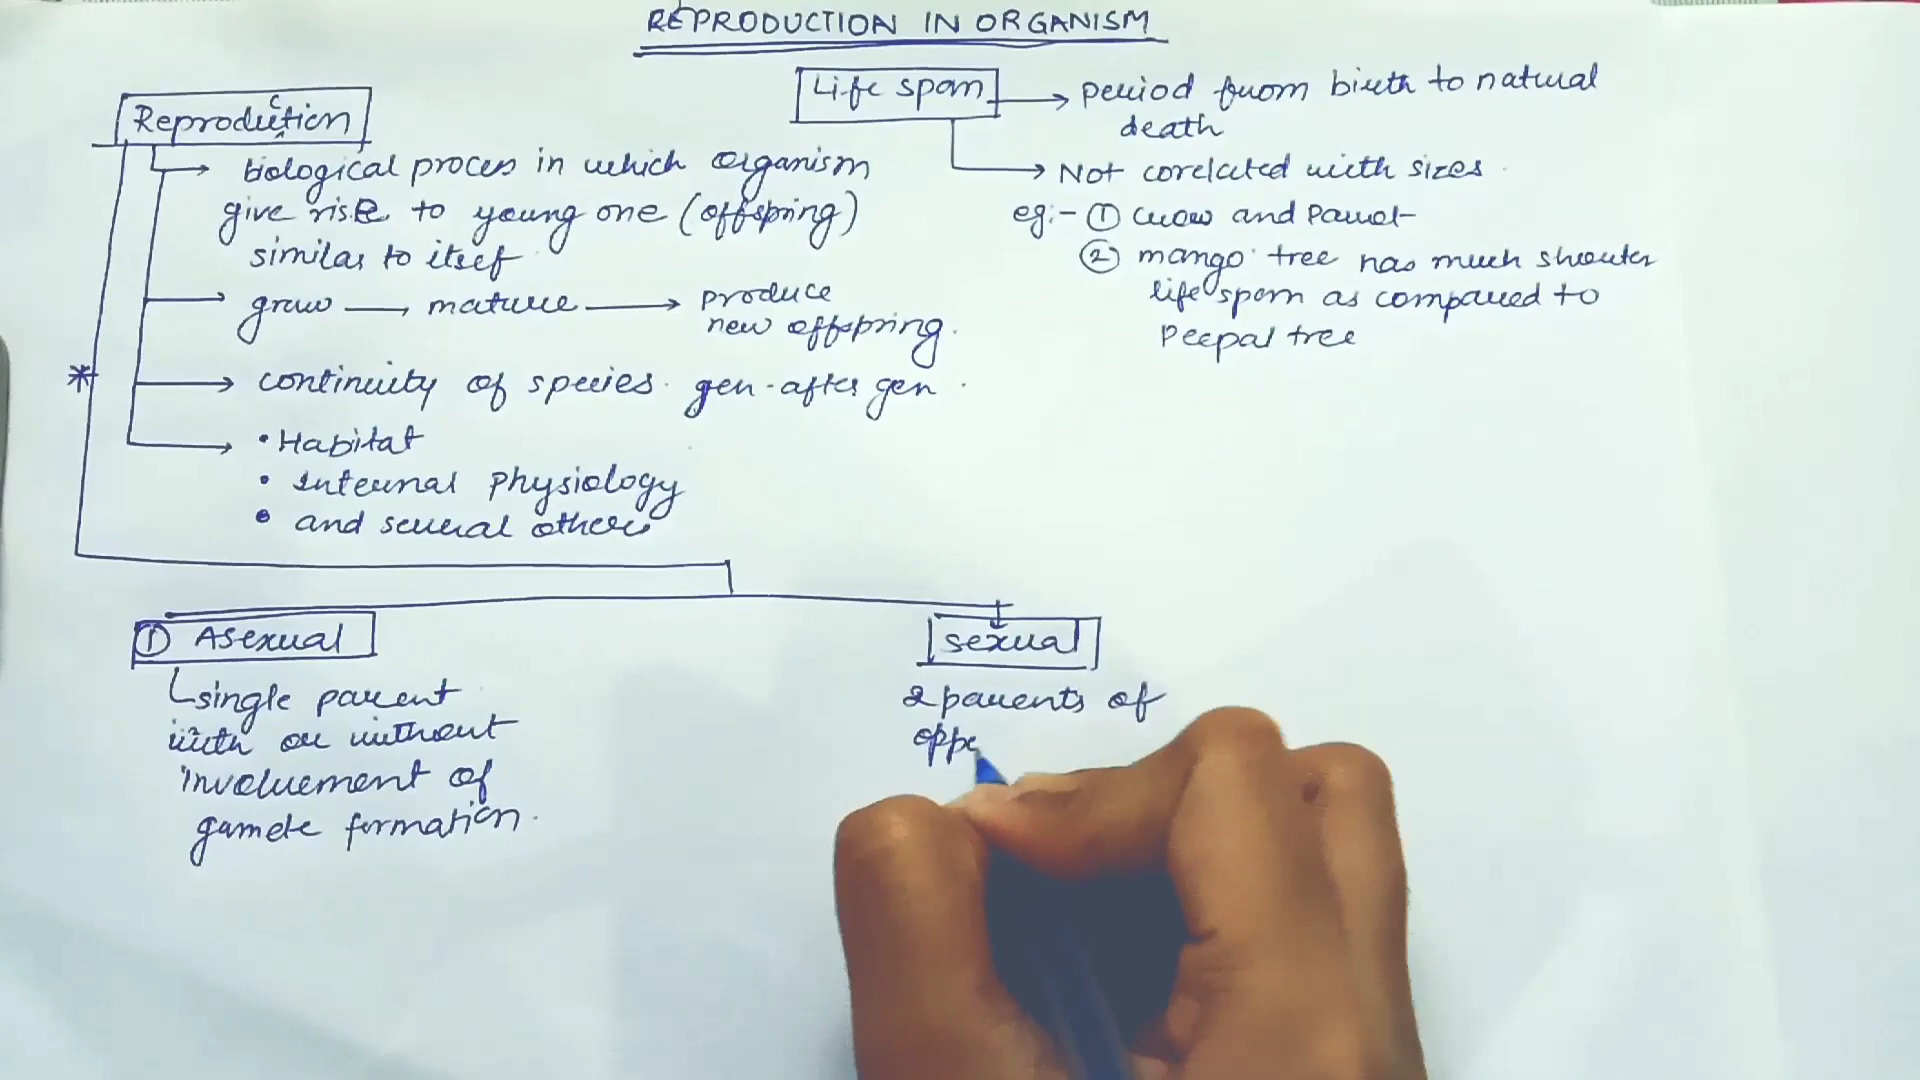 REPRODUCTION IN ORGANISM
Reproduction
biological proces in which organism
give rise to young one (offspring)
similar to itself
grow → mature → produce
new offspring.
* → continuity of species. gen-after gen.
• Habitat
• internal physiology
• and several others
Life span → period from birth to natural
death
→ Not corelated with sizes.
eg:- ① crow and Parrot
② mango tree has much shorter
life span as compared to
Peepal tree
① Asexual
single parent
with or without
involvement of
gamete formation.
sexual
2 parents of
oppo